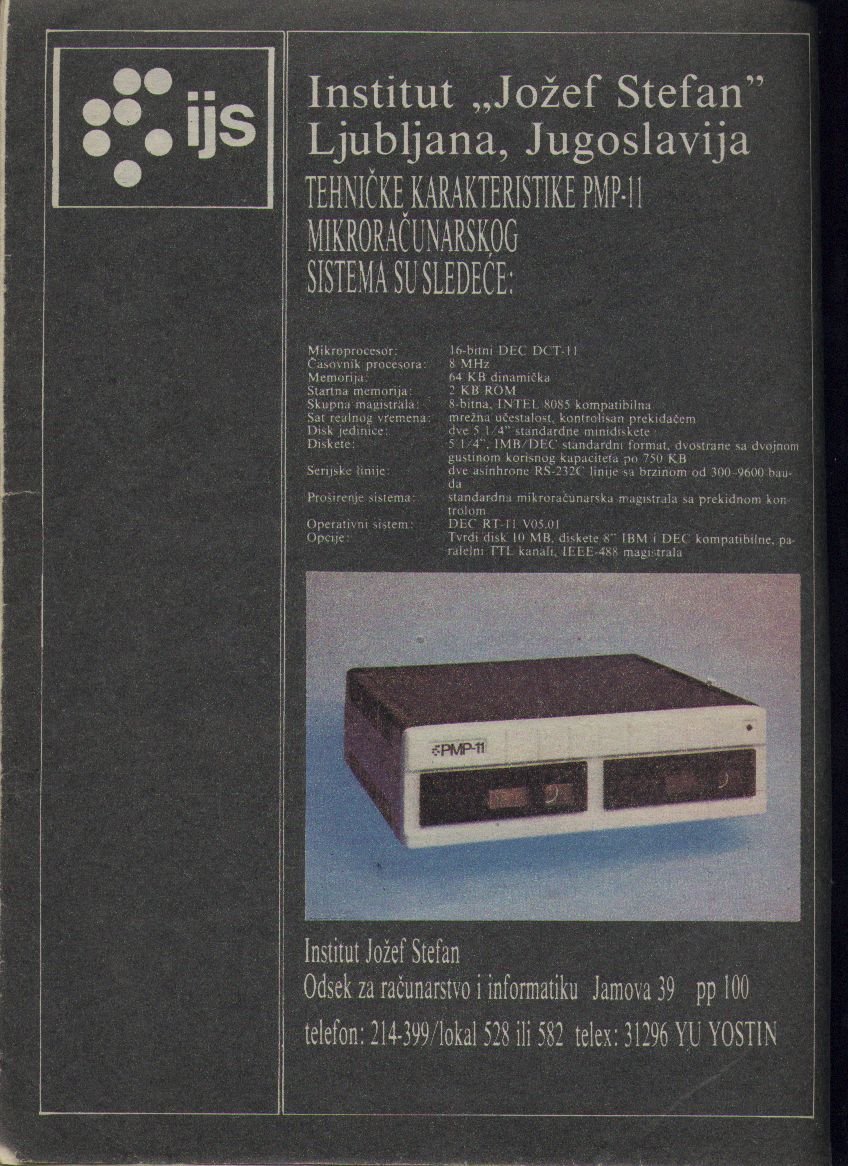 ijs
Institut „Jožef Stefan”
Ljubljana, Jugoslavija
TEHNIČKE KARAKTERISTIKE PMP-11
MIKRORAČUNARSKOG
SISTEMA SU SLEDEĆE:
Mikroprocesor: 16-bitni DEC DCT-11
Časovnik procesora: 8 MHz
Memorija: 64 KB dinamička
Startna memorija: 2 KB ROM
Skupna magistrala: 8-bitna, INTEL 8085 kompatibilna
Sat realnog vremena: mrežna učestalost, kontrolisan prekidačem
Disk jedinice: dve 5 1/4” standardne minidiskete
Diskete: 5 1/4”, IMB/DEC standardni format, dvostrane sa dvojnom
gustinom korisnog kapaciteta po 750 KB
Serijske linije: dve asinhrone RS-232C linije sa brzinom od 300–9600 bau-
da
Proširenje sistema: standardna mikroračunarska magistrala sa prekidnom kon-
trolom
Operativni sistem: DEC RT-11 V05.01
Opcije: Tvrdi disk 10 MB, diskete 8” IBM i DEC kompatibilne, pa-
ralelni TTL kanali, IEEE-488 magistrala
PMP-11
Institut Jožef Stefan
Odsek za računarstvo i informatiku Jamova 39 pp 100
telefon: 214-399/lokal 528 ili 582 telex: 31296 YU YOSTIN